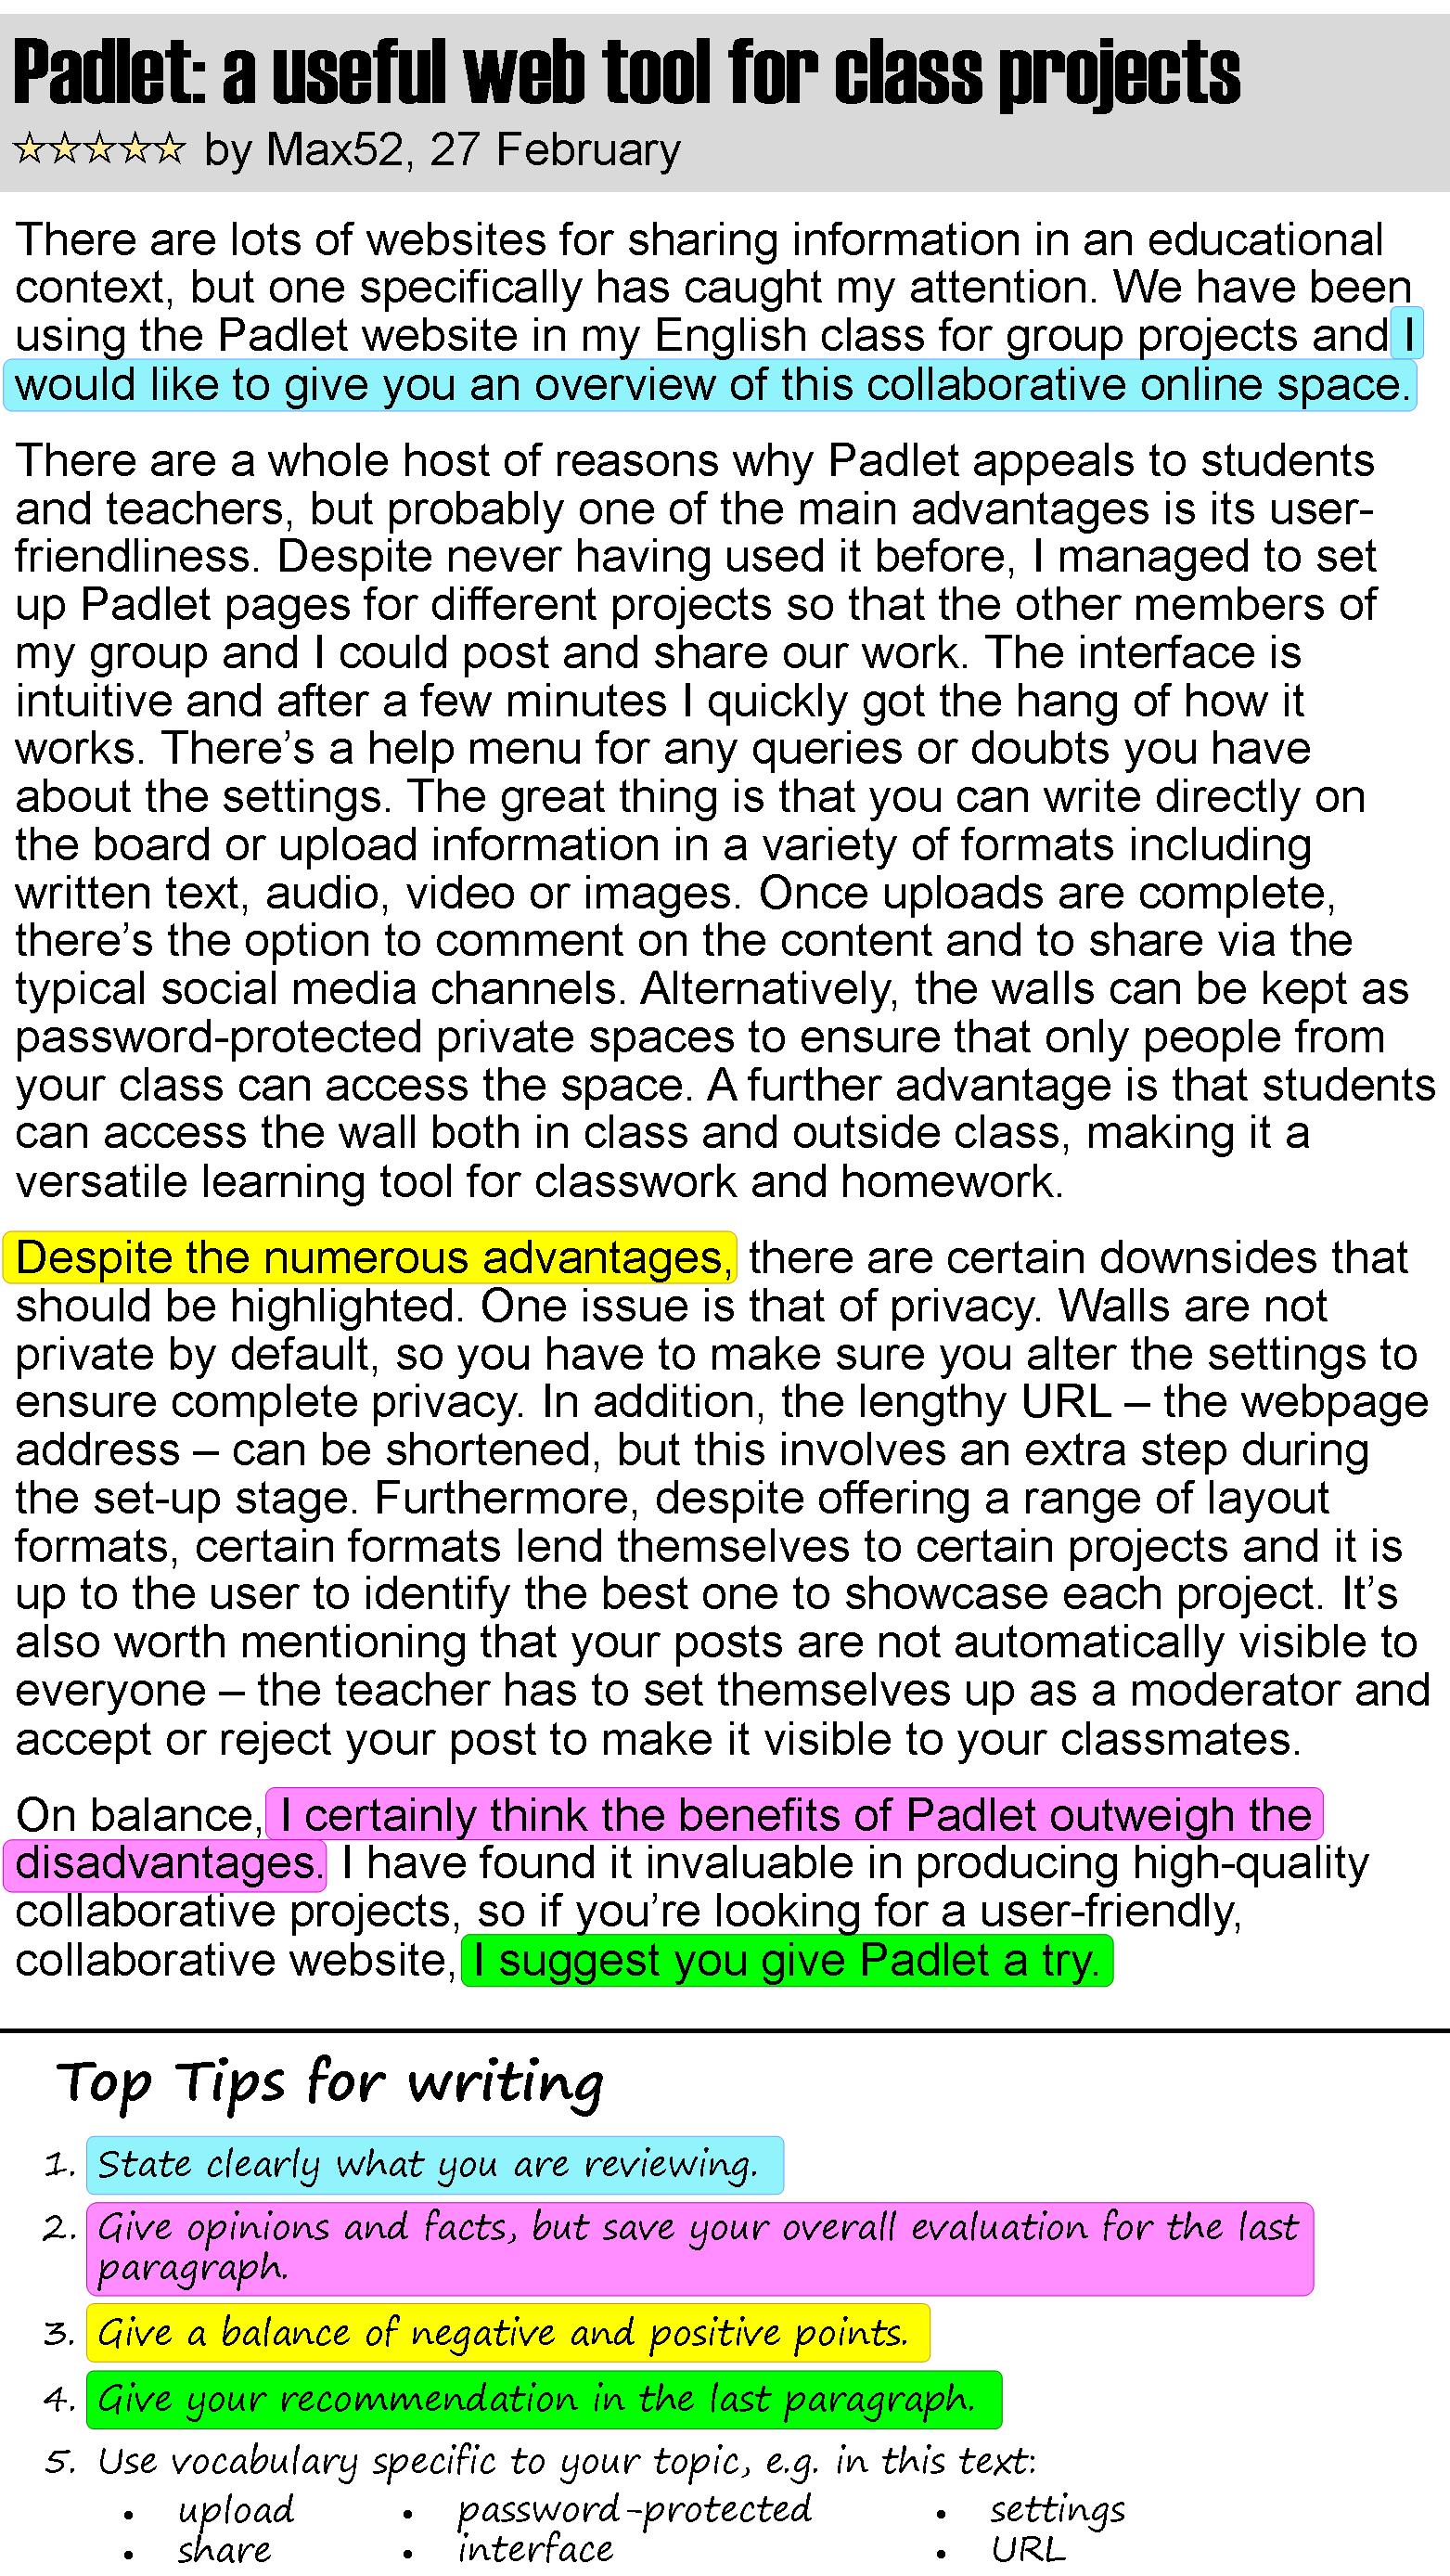 Padlet: a useful web tool for class projects
by Max52, 27 February
There are lots of websites for sharing information in an educational
context, but one specifically has caught my attention. We have been
using the Padlet website in my English class for group projects and I
would like to give you an overview of this collaborative online space.
There are a whole host of reasons why Padlet appeals to students
and teachers, but probably one of the main advantages is its user-
friendliness. Despite never having used it before, I managed to set
up Padlet pages for different projects so that the other members of
my group and I could post and share our work. The interface is
intuitive and after a few minutes I quickly got the hang of how it
works. There’s a help menu for any queries or doubts you have
about the settings. The great thing is that you can write directly on
the board or upload information in a variety of formats including
written text, audio, video or images. Once uploads are complete,
there’s the option to comment on the content and to share via the
typical social media channels. Alternatively, the walls can be kept as
password-protected private spaces to ensure that only people from
your class can access the space. A further advantage is that students
can access the wall both in class and outside class, making it a
versatile learning tool for classwork and homework.
Despite the numerous advantages, there are certain downsides that
should be highlighted. One issue is that of privacy. Walls are not
private by default, so you have to make sure you alter the settings to
ensure complete privacy. In addition, the lengthy URL – the webpage
address – can be shortened, but this involves an extra step during
the set-up stage. Furthermore, despite offering a range of layout
formats, certain formats lend themselves to certain projects and it is
up to the user to identify the best one to showcase each project. It’s
also worth mentioning that your posts are not automatically visible to
everyone – the teacher has to set themselves up as a moderator and
accept or reject your post to make it visible to your classmates.
On balance, I certainly think the benefits of Padlet outweigh the
disadvantages. I have found it invaluable in producing high-quality
collaborative projects, so if you’re looking for a user-friendly,
collaborative website, I suggest you give Padlet a try.
Top Tips for writing
1. State clearly what you are reviewing.
2. Give opinions and facts, but save your overall evaluation for the last
paragraph.
3. Give a balance of negative and positive points.
4. Give your recommendation in the last paragraph.
5. Use vocabulary specific to your topic, e.g. in this text:
• upload • password-protected • settings
• share • interface • URL